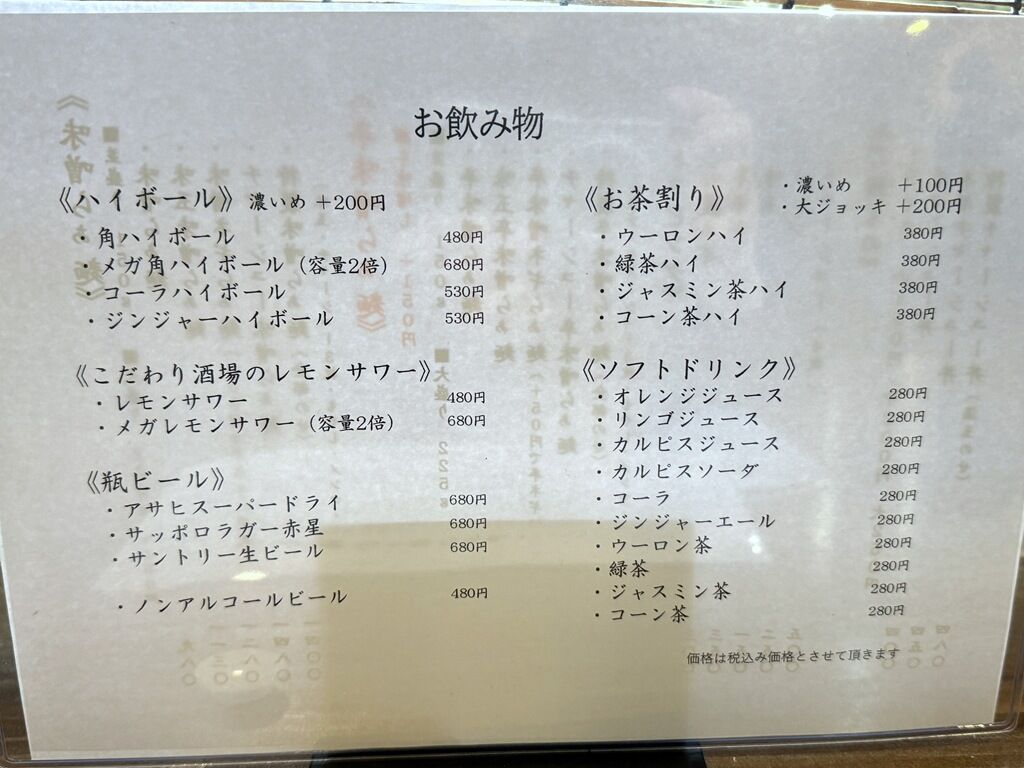 お飲み物
《ハイボール》 濃いめ +200円
・角ハイボール 480円
・メガ角ハイボール（容量2倍） 680円
・コーラハイボール 530円
・ジンジャーハイボール 530円
《こだわり酒場のレモンサワー》
・レモンサワー 480円
・メガレモンサワー（容量2倍） 680円
《瓶ビール》
・アサヒスーパードライ 680円
・サッポロラガー赤星 680円
・サントリー生ビール 680円
・ノンアルコールビール 480円
《お茶割り》
・濃いめ +100円
・大ジョッキ +200円
・ウーロンハイ 380円
・緑茶ハイ 380円
・ジャスミン茶ハイ 380円
・コーン茶ハイ 380円
《ソフトドリンク》
・オレンジジュース 280円
・リンゴジュース 280円
・カルピスジュース 280円
・カルピスソーダ 280円
・コーラ 280円
・ジンジャーエール 280円
・ウーロン茶 280円
・緑茶 280円
・ジャスミン茶 280円
・コーン茶 280円
価格は税込み価格とさせて頂きます